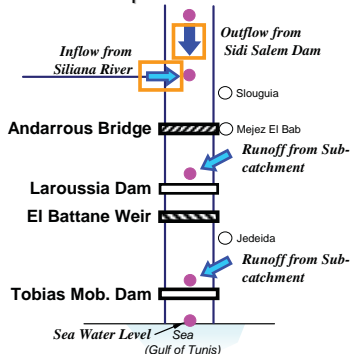 Outflow from
Sidi Salem Dam
Inflow from
Siliana River
Slouguia
Andarrous Bridge
Mejez El Bab
Runoff from Sub-
catchment
Laroussia Dam
El Battane Weir
Jedeida
Runoff from Sub-
catchment
Tobias Mob. Dam
Sea Water Level
Sea
(Gulf of Tunis)